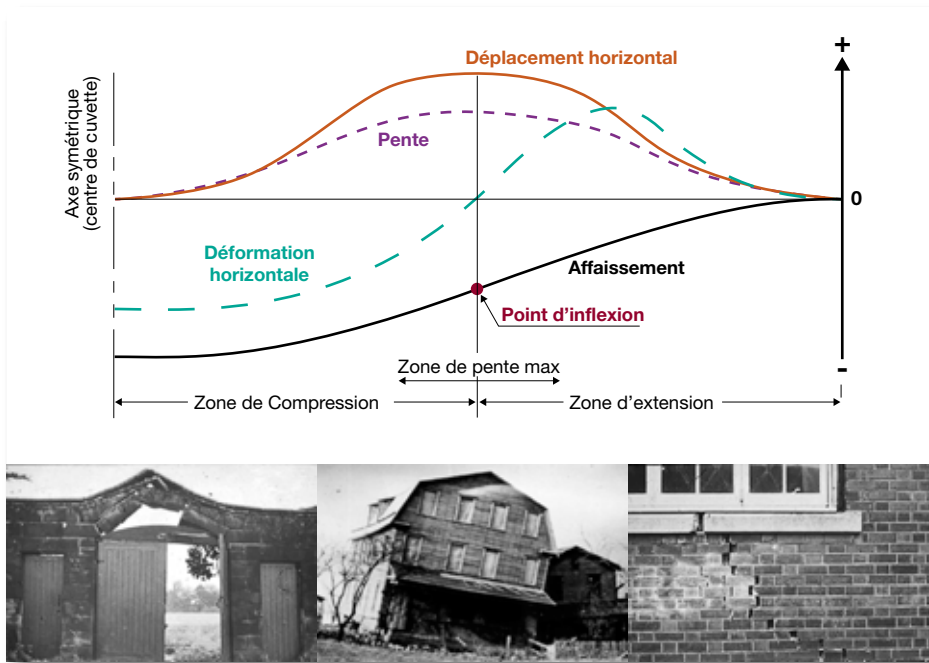 +
Déplacement horizontal
Axe symétrique
(centre de cuvette)
Pente
0
Déformation
horizontale
Affaissement
Point d'inflexion
Zone de pente max
-
Zone de Compression
Zone d'extension